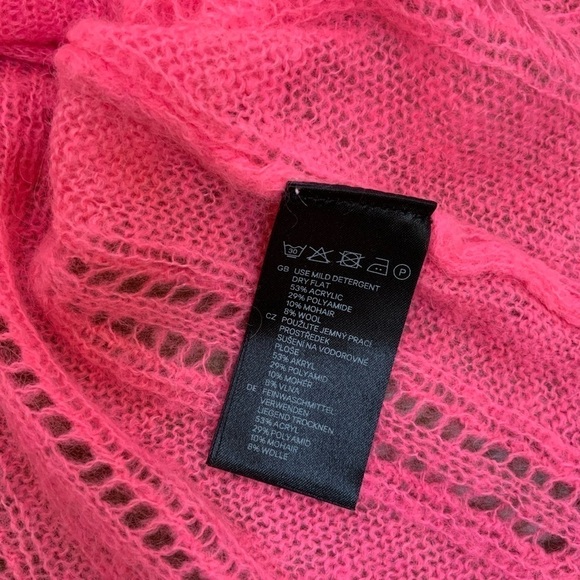 30 P
GB USE MILD DETERGENT
DRY FLAT
53% ACRYLIC
29% POLYAMIDE
10% MOHAIR
8% WOOL
CZ POUŽIJTE JEMNÝ PRACÍ
PROSTŘEDEK
SUŠENÍ NA VODOROVNÉ
PLOŠE
53% AKRYL
29% POLYAMID
10% MOHÉR
8% VLNA
DE FEINWASCHMITTEL
VERWENDEN
LIEGEND TROCKNEN
53% ACRYL
29% POLYAMID
10% MOHAIR
8% WOLLE